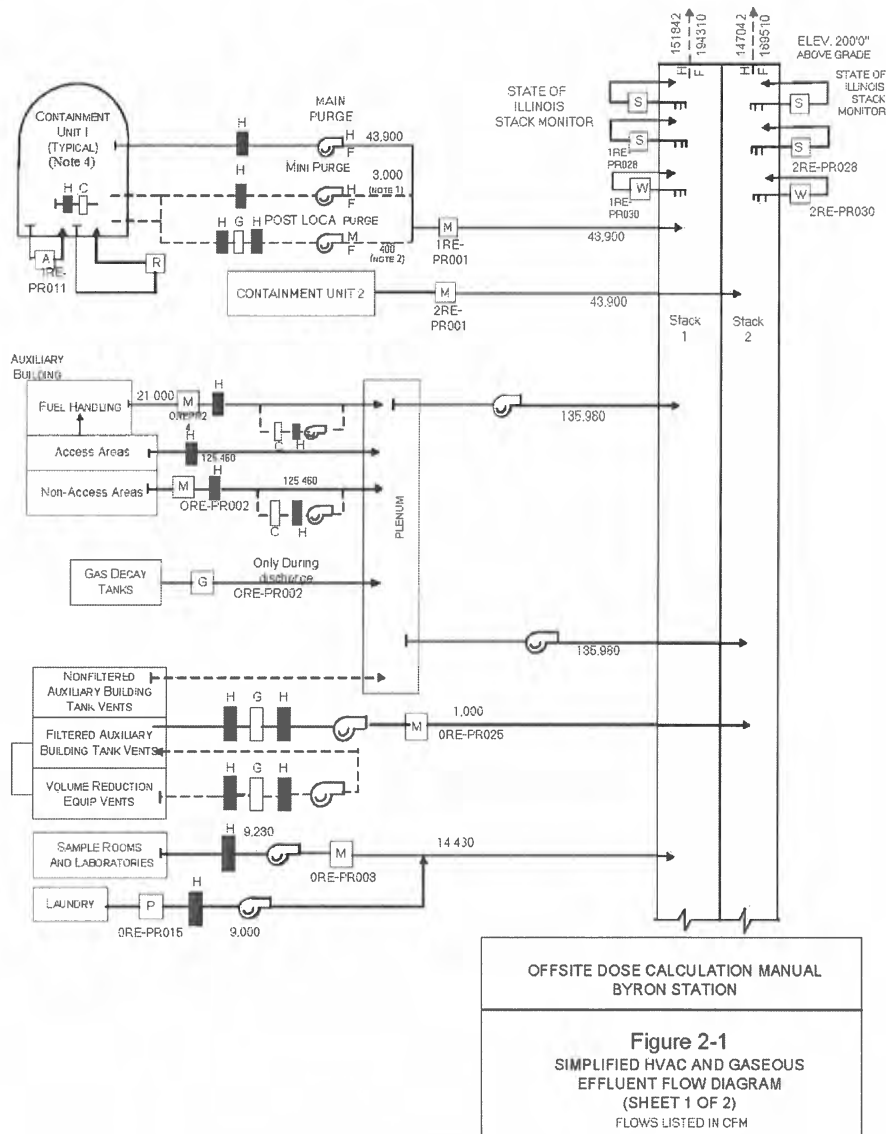 151842
194310
147042
189510
H
F
H
F
ELEV. 200'0"
ABOVE GRADE
STATE OF
ILLINOIS
STACK MONITOR
STATE OF
ILLINOIS
STACK
MONITOR
S
S
S
S
W
W
1RE-
PR028
2RE-PR028
1RE-
PR030
2RE-PR030
CONTAINMENT
UNIT I
(TYPICAL)
(Note 4)
H C
A
1RE-
PR011
R
H
MAIN
PURGE
H
F
43,900
H
MINI PURGE
H
F
3,000
(NOTE 1)
H G H
POST LOCA PURGE
M
F
400
(NOTE 2)
M
1RE-
PR001
43,900
CONTAINMENT UNIT 2
M
2RE-
PR001
43,900
Stack
1
Stack
2
AUXILIARY
BUILDING
FUEL HANDLING
21 000
M
H
C H
135,980
Access Areas
H
125,460
Non-Access Areas
M
H
125 460
ORE-PR002
C
H
PLENUM
GAS DECAY
TANKS
G
Only During
discharge
ORE-PR002
135,980
NONFILTERED
AUXILIARY BUILDING
TANK VENTS
FILTERED AUXILIARY
BUILDING TANK VENTS
H G H
M
1,000
0RE-PR025
VOLUME REDUCTION
EQUIP VENTS
H G H
SAMPLE ROOMS
AND LABORATORIES
H
9,230
M
0RE-PR003
14 430
LAUNDRY
P
H
0RE-PR015
9,000
OFFSITE DOSE CALCULATION MANUAL
BYRON STATION
Figure 2-1
SIMPLIFIED HVAC AND GASEOUS
EFFLUENT FLOW DIAGRAM
(SHEET 1 OF 2)
FLOWS LISTED IN CFM